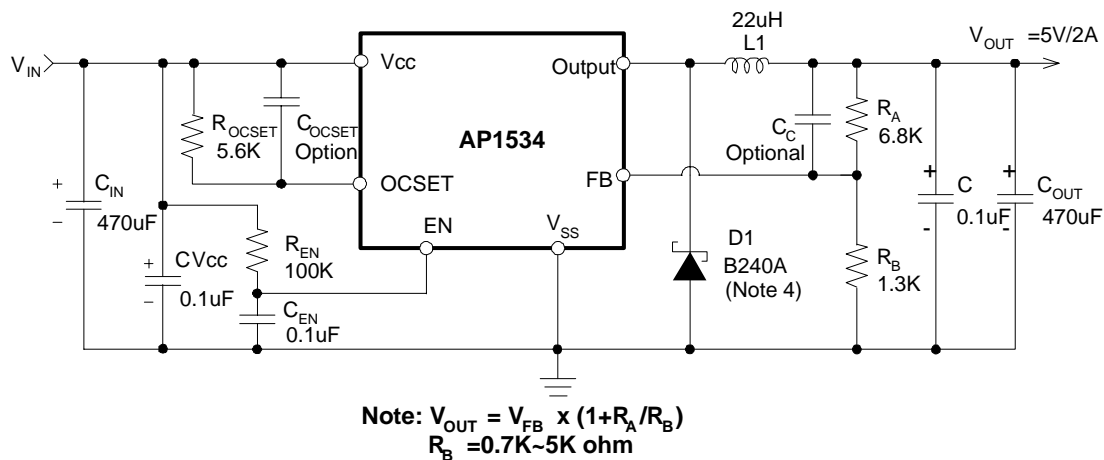 22uH
L1
V_OUT =5V/2A
V_IN
Vcc
Output
R_OCSET
5.6K
C_OCSET
Option
AP1534
C_C
Optional
R_A
6.8K
OCSET
FB
+
C_IN
470uF
−
EN
V_SS
+
C
0.1uF
-
+
C_OUT
470uF
-
R_EN
100K
D1
B240A
(Note 4)
R_B
1.3K
+
CVcc
0.1uF
−
C_EN
0.1uF
Note: V_OUT = V_FB x (1+R_A/R_B)
R_B =0.7K~5K ohm